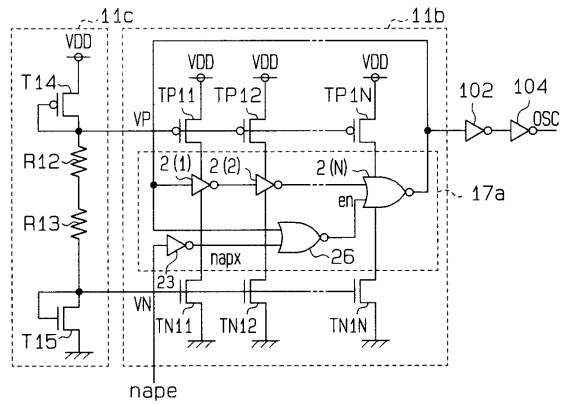 11c
11b
VDD
VDD
VDD
VDD
T14
TP11
TP12
TP1N
102
104
OSC
VP
R12
2(1)
2(2)
2(N)
17a
en
R13
napx
26
23
VN
T15
TN11
TN12
TN1N
nape